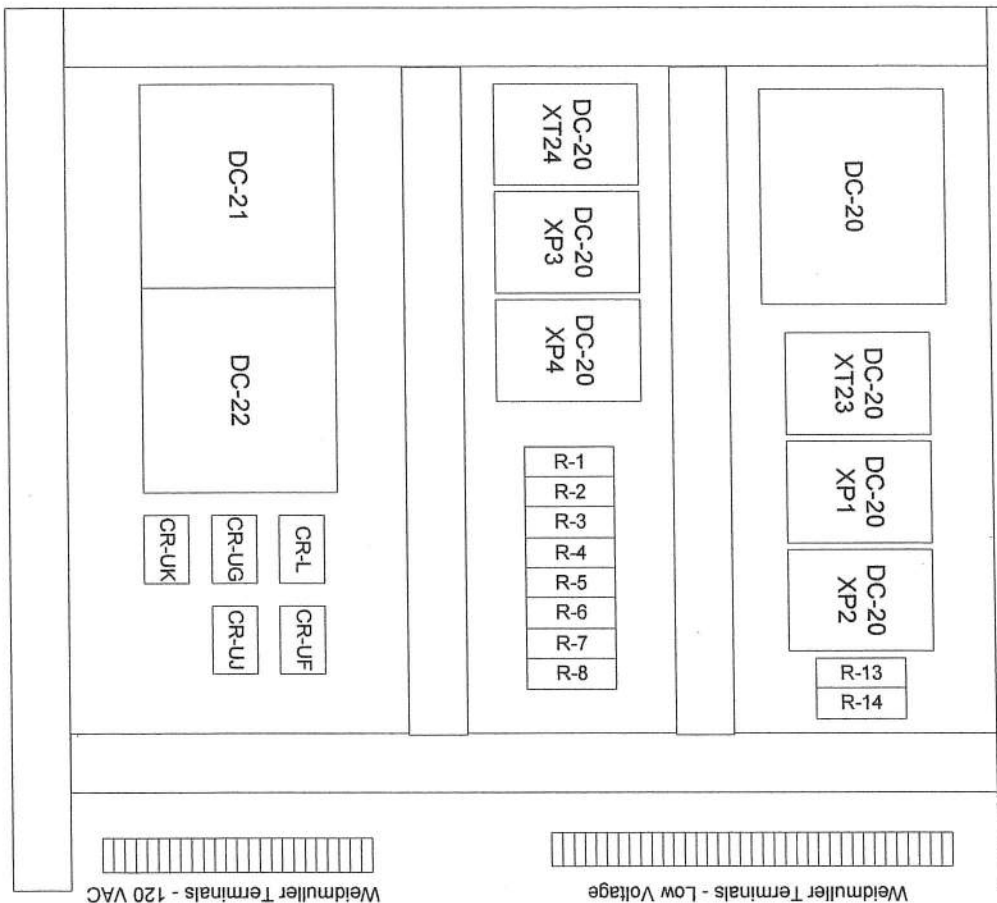 DC-21
DC-22
CR-UK
CR-UG
CR-L
CR-UJ
CR-UF
DC-20
XT24
DC-20
XP3
DC-20
XP4
R-1
R-2
R-3
R-4
R-5
R-6
R-7
R-8
DC-20
DC-20
XT23
DC-20
XP1
DC-20
XP2
R-13
R-14
Weidmuller Terminals - 120 VAC
Weidmuller Terminals - Low Voltage